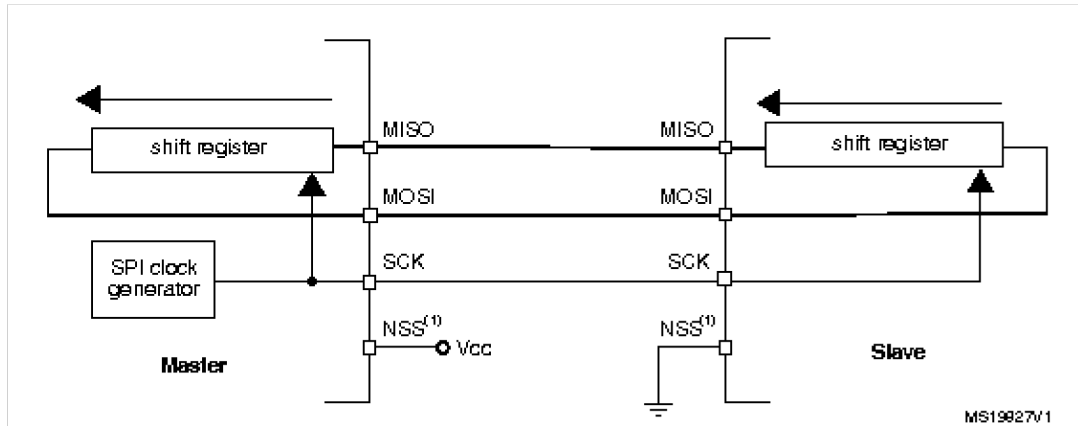 MISO
MISO
shift register
shift register
MOSI
MOSI
SPI clock
generator
SCK
SCK
NSS(1)
Vcc
NSS(1)
Master
Slave
MS19927V1